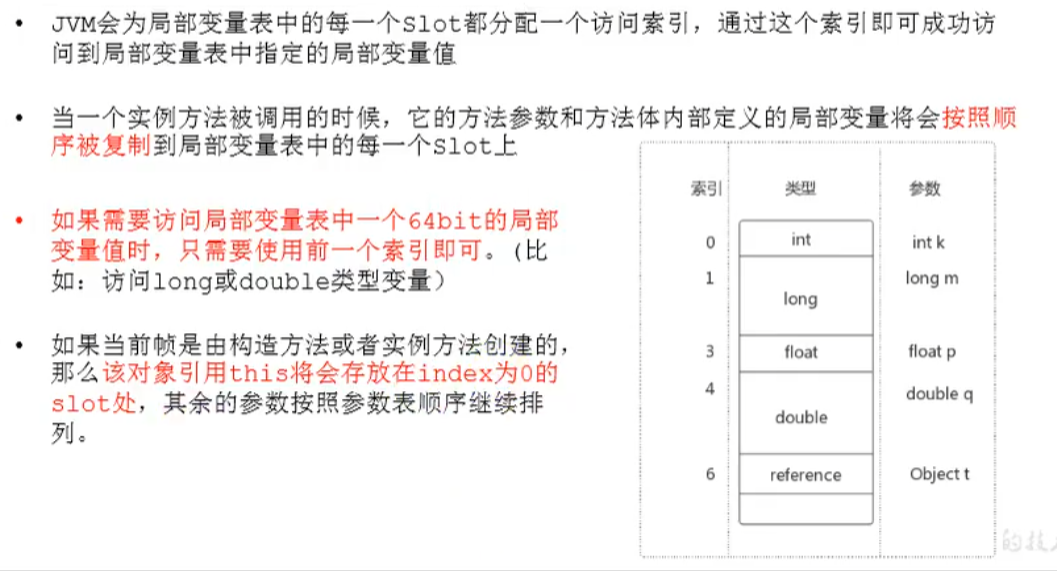 • JVM会为局部变量表中的每一个Slot都分配一个访问索引，通过这个索引即可成功访
问到局部变量表中指定的局部变量值
• 当一个实例方法被调用的时候，它的方法参数和方法体内部定义的局部变量将会按照顺
序被复制到局部变量表中的每一个Slot上
• 如果需要访问局部变量表中一个64bit的局部
变量值时，只需要使用前一个索引即可。(比
如：访问long或double类型变量）
• 如果当前帧是由构造方法或者实例方法创建的，
那么该对象引用this将会存放在index为0的
slot处，其余的参数按照参数表顺序继续排
列。
索引 类型 参数
0 int int k
1 long long m
3 float float p
4 double double q
6 reference Object t
的技